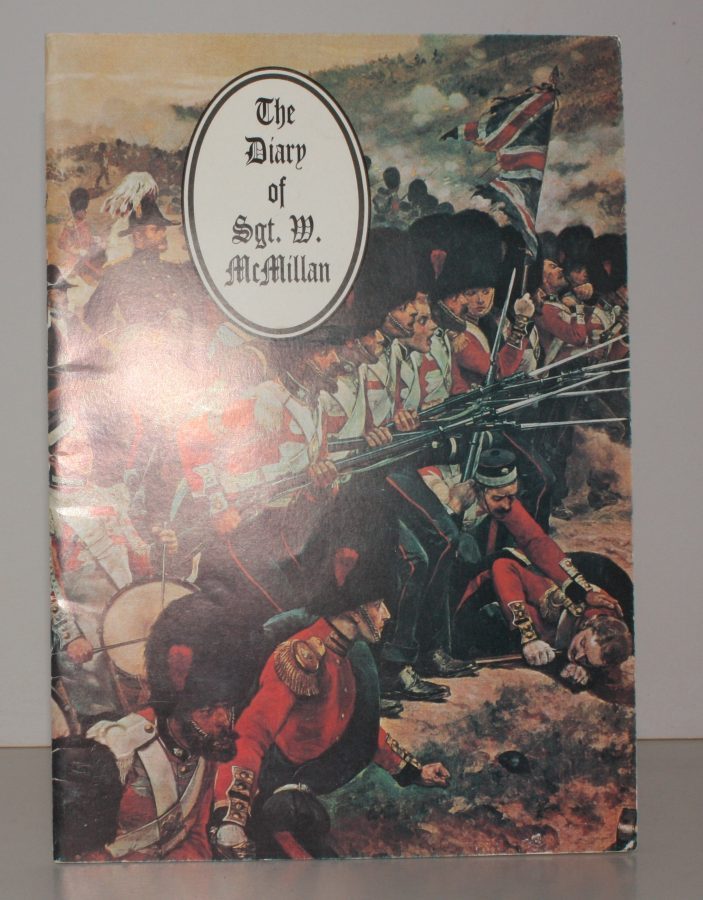 The
Diary
of
Sgt. W.
McMillan